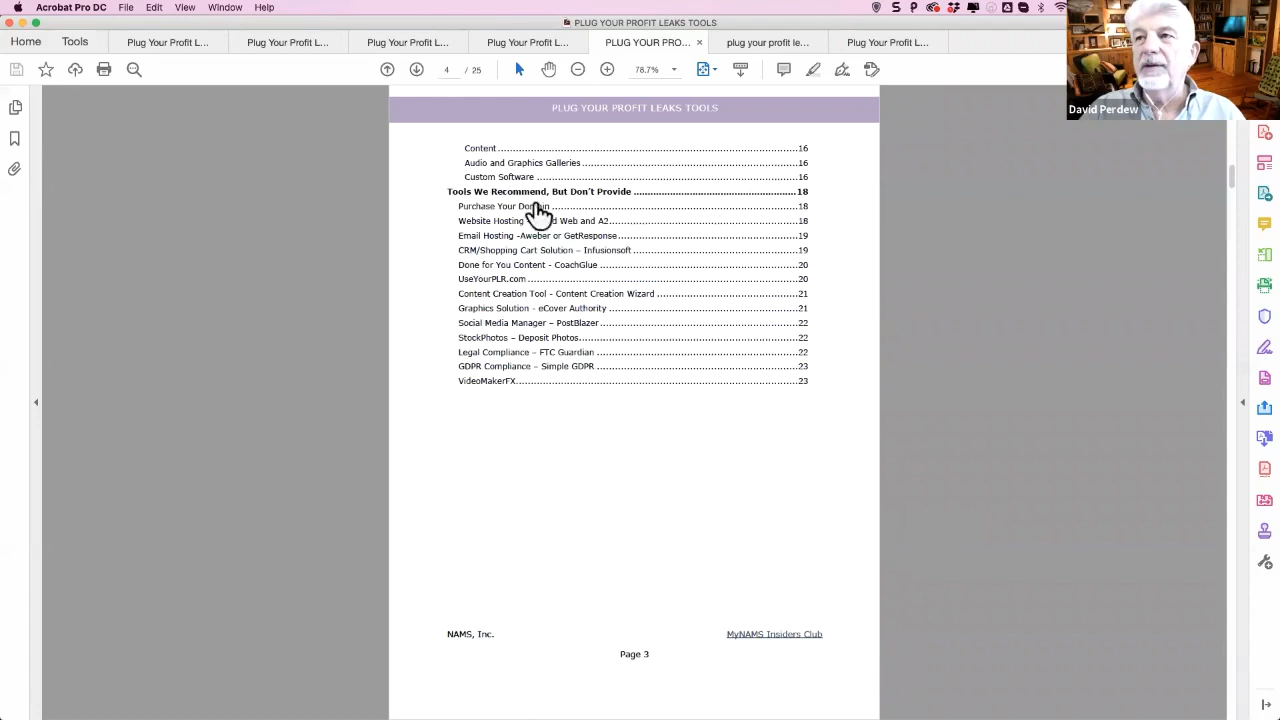 Acrobat Pro DC File Edit View Window Help
PLUG YOUR PROFIT LEAKS TOOLS
Home Tools Plug Your Profit L... Plug Your Profit L... Plug Your Profit L... Plug Your Profit L... PLUG YOUR PRO... × plug your profit le... Plug Your Profit L...
4 / 25 78.7%
David Perdew
PLUG YOUR PROFIT LEAKS TOOLS
Content 16
Audio and Graphics Galleries 16
Custom Software 16
Tools We Recommend, But Don't Provide 18
Purchase Your Domain 18
Website Hosting Web and A2 18
Email Hosting -Aweber or GetResponse 19
CRM/Shopping Cart Solution – Infusionsoft 19
Done for You Content - CoachGlue 20
UseYourPLR.com 20
Content Creation Tool - Content Creation Wizard 21
Graphics Solution - eCover Authority 21
Social Media Manager – PostBlazer 22
StockPhotos – Deposit Photos 22
Legal Compliance – FTC Guardian 22
GDPR Compliance – Simple GDPR 23
VideoMakerFX 23
NAMS, Inc. MyNAMS Insiders Club
Page 3